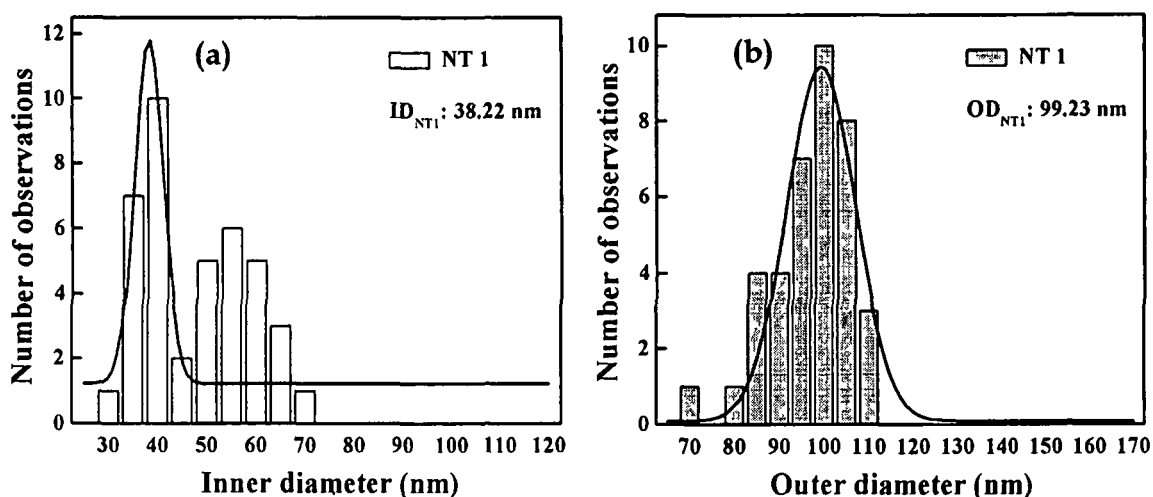 (a)
NT 1
ID_NT1: 38.22 nm
Number of observations
12
10
8
6
4
2
0
30 40 50 60 70 80 90 100 110 120
Inner diameter (nm)
(b)
NT 1
OD_NT1: 99.23 nm
Number of observations
10
8
6
4
2
0
70 80 90 100 110 120 130 140 150 160 170
Outer diameter (nm)